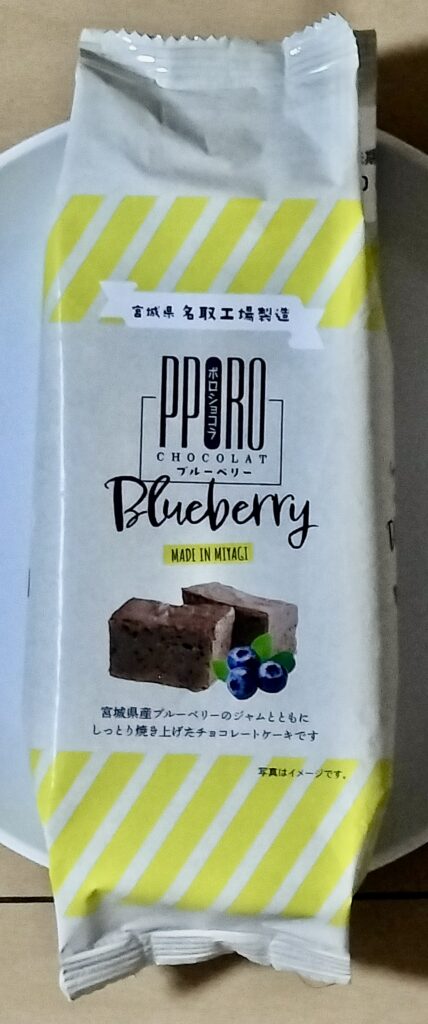 宮城県 名取工場製造
PPORO
ポロショコラ
CHOCOLAT
ブルーベリー
Blueberry
MADE IN MIYAGI
宮城県産ブルーベリーのジャムとともに
しっとり焼き上げたチョコレートケーキです
写真はイメージです。